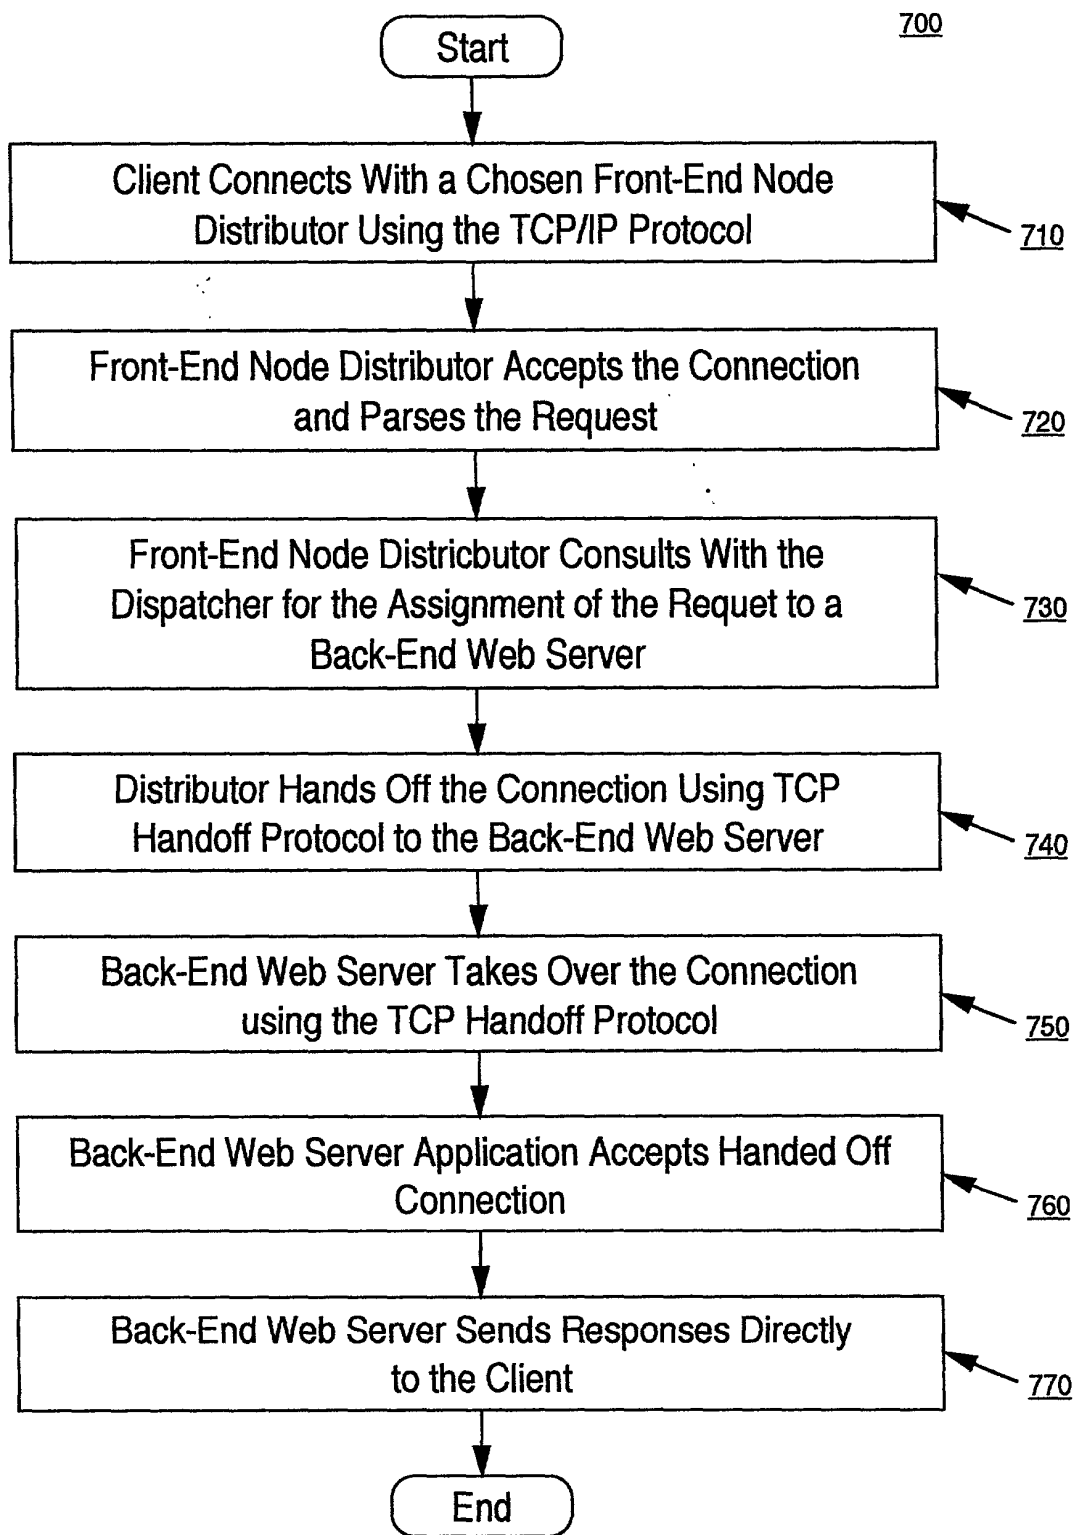 700
Start
Client Connects With a Chosen Front-End Node
Distributor Using the TCP/IP Protocol
710
Front-End Node Distributor Accepts the Connection
and Parses the Request
720
Front-End Node Districbutor Consults With the
Dispatcher for the Assignment of the Requet to a
Back-End Web Server
730
Distributor Hands Off the Connection Using TCP
Handoff Protocol to the Back-End Web Server
740
Back-End Web Server Takes Over the Connection
using the TCP Handoff Protocol
750
Back-End Web Server Application Accepts Handed Off
Connection
760
Back-End Web Server Sends Responses Directly
to the Client
770
End